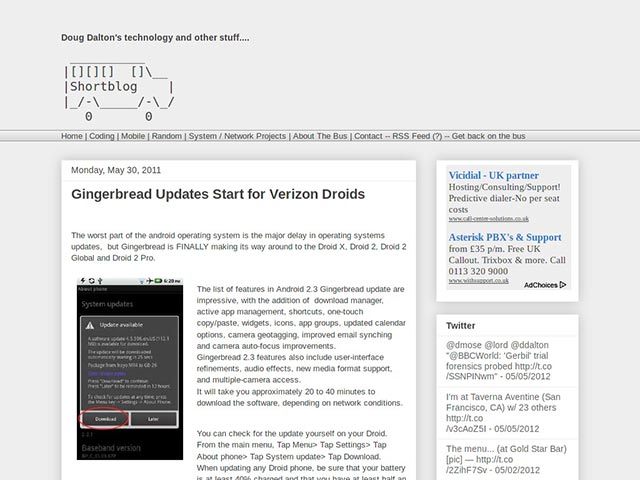 Doug Dalton's technology and other stuff....
 _________
|[][][]  []\__
|Shortblog    |
|_/-\_____/-\_/
   0       0
Home | Coding | Mobile | Random | System / Network Projects | About The Bus | Contact -- RSS Feed (?) -- Get back on the bus
Monday, May 30, 2011
Gingerbread Updates Start for Verizon Droids
The worst part of the android operating system is the major delay in operating systems
updates,  but Gingerbread is FINALLY making its way around to the Droid X, Droid 2, Droid 2
Global and Droid 2 Pro.
About phone
System updates
Update available
downloaded
Download
Later
Baseband version
The list of features in Android 2.3 Gingerbread update are
impressive, with the addition of  download manager,
active app management, shortcuts, one-touch
copy/paste, widgets, icons, app groups, updated calendar
options, camera geotagging, improved email synching
and camera auto-focus improvements.
Gingerbread 2.3 features also include user-interface
refinements, audio effects, new media format support,
and multiple-camera access.
It will take you approximately 20 to 40 minutes to
download the software, depending on network conditions.
You can check for the update yourself on your Droid.
From the main menu, Tap Menu> Tap Settings> Tap
About phone> Tap System update> Tap Download.
When updating any Droid phone, be sure that your battery
is at least 40% charged and that you have at least half an
Vicidial - UK partner
Hosting/Consulting/Support!
Predictive dialer-No per seat
costs
www.call-center-solutions.co.uk
Asterisk PBX's & Support
from £35 p/m. Free UK
Callout. Trixbox & more. Call
0113 320 9000
www.withsupport.co.uk
AdChoices
Twitter
@dmose @lord @ddalton
"@BBCWorld: 'Gerbil' trial
forensics probed http://t.co
/SSNPINwm" - 05/05/2012
I'm at Taverna Aventine (San
Francisco, CA) w/ 23 others
http://t.co
/v3cAoZ5I - 05/05/2012
The menu... (at Gold Star Bar)
[pic] — http://t.co
/2ZihF7Sv - 05/02/2012